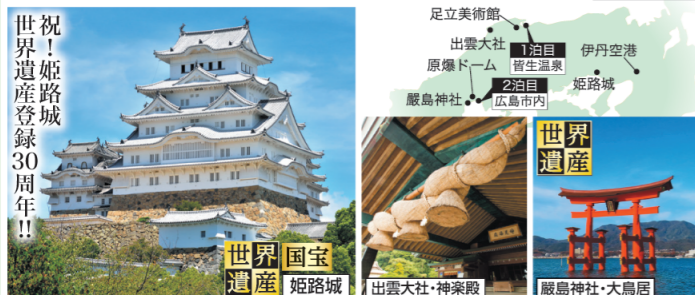 祝！姫路城
世界遺産登録30周年!!
世界
遺産
国宝
姫路城
足立美術館
出雲大社
1泊目
皆生温泉
伊丹空港
原爆ドーム
2泊目
広島市内
姫路城
嚴島神社
出雲大社・神楽殿
世界
遺産
嚴島神社・大鳥居